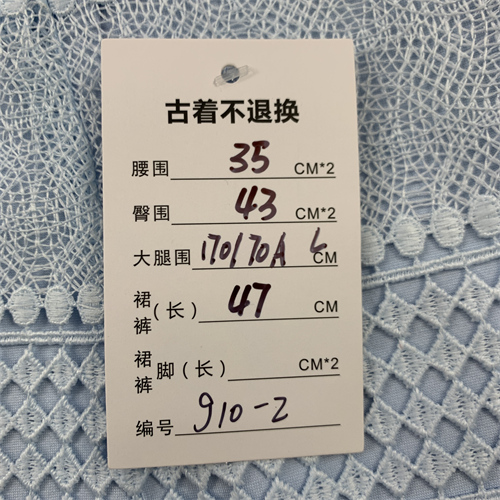 古着不退换
腰围 35 CM*2
臀围 43 CM*2
大腿围 170/70A L CM
裙裤(长) 47 CM
裙裤脚(长) CM*2
编号 910-2